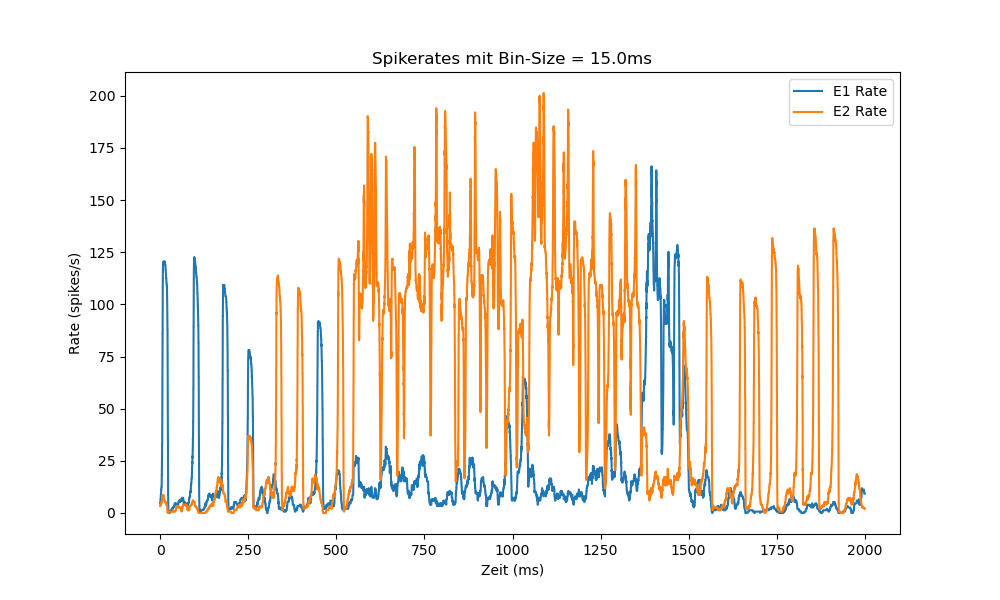 Spikerates mit Bin-Size = 15.0ms
E1 Rate
E2 Rate
200
175
150
125
100
75
50
25
0
Rate (spikes/s)
0 250 500 750 1000 1250 1500 1750 2000
Zeit (ms)